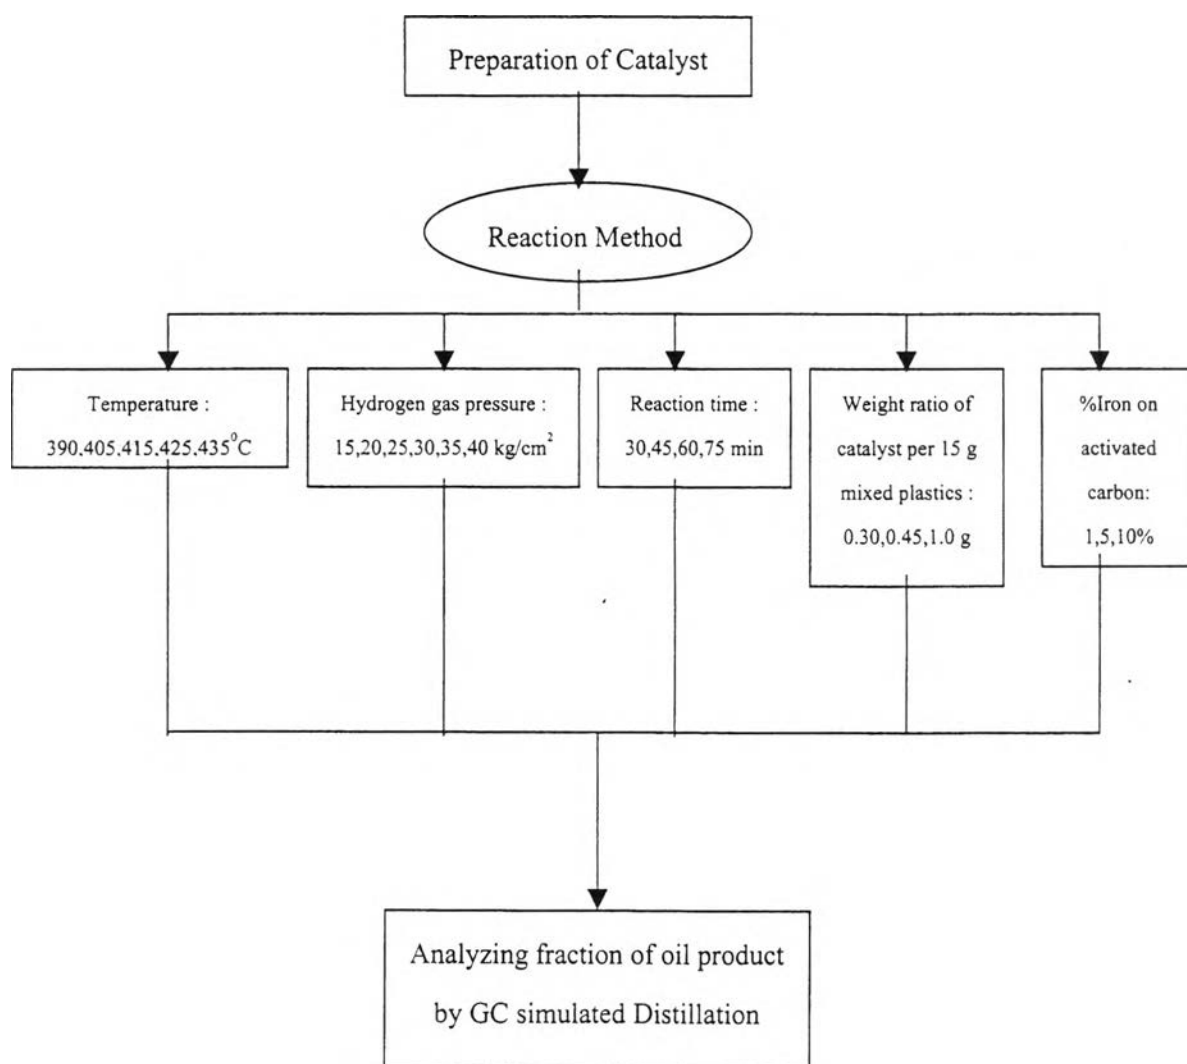 Preparation of Catalyst
Reaction Method
Temperature :
390,405,415,425,435⁰C
Hydrogen gas pressure :
15,20,25,30,35,40 kg/cm²
Reaction time :
30,45,60,75 min
Weight ratio of
catalyst per 15 g
mixed plastics :
0.30,0.45,1.0 g
%Iron on
activated
carbon:
1,5,10%
Analyzing fraction of oil product
by GC simulated Distillation